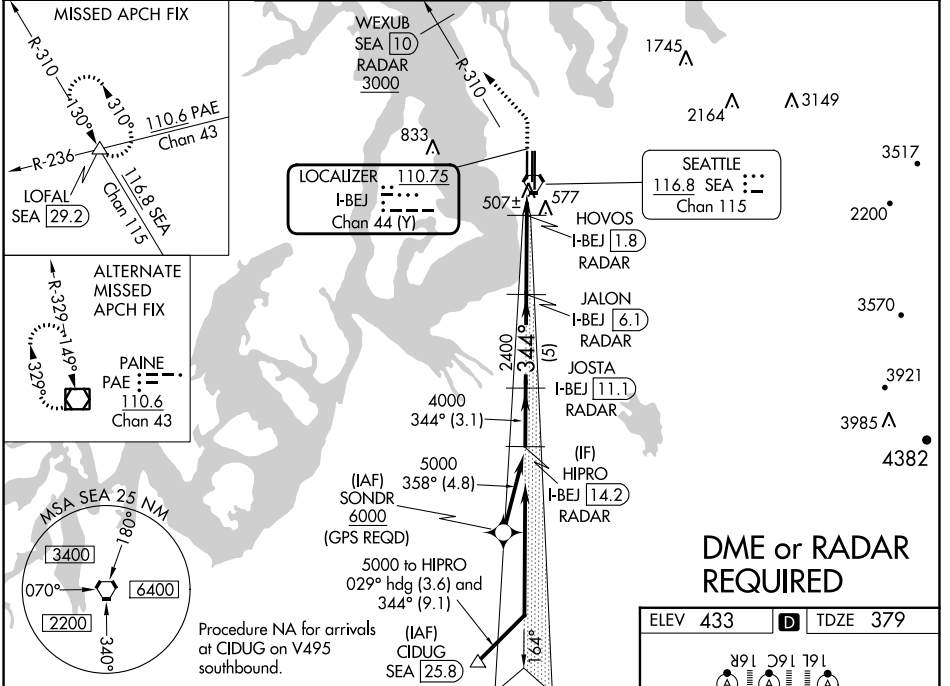 MISSED APCH FIX
R-310
130°
310°
110.6 PAE
Chan 43
R-236
LOFAL
SEA 29.2
116.8 SEA
Chan 115
ALTERNATE
MISSED
APCH FIX
R-329
149°
329°
PAINE
PAE
110.6
Chan 43
MSA SEA 25 NM
180°
3400
070°
6400
2200
340°
Procedure NA for arrivals
at CIDUG on V495
southbound.
WEXUB
SEA 10
RADAR
3000
R-310
833
LOCALIZER 110.75
I-BEJ
Chan 44 (Y)
507±
577
SEATTLE
116.8 SEA
Chan 115
1745
2164
3149
3517
2200
3570
3921
3985
4382
HOVOS
I-BEJ 1.8
RADAR
JALON
I-BEJ 6.1
RADAR
2400
344°
(5)
JOSTA
I-BEJ 11.1
RADAR
4000
344° (3.1)
(IF)
HIPRO
I-BEJ 14.2
RADAR
5000
358° (4.8)
(IAF)
SONDR
6000
(GPS REQD)
5000 to HIPRO
029° hdg (3.6) and
344° (9.1)
(IAF)
CIDUG
SEA 25.8
164°
DME or RADAR
REQUIRED
ELEV 433
D
TDZE 379
16R 16C 16L
A A